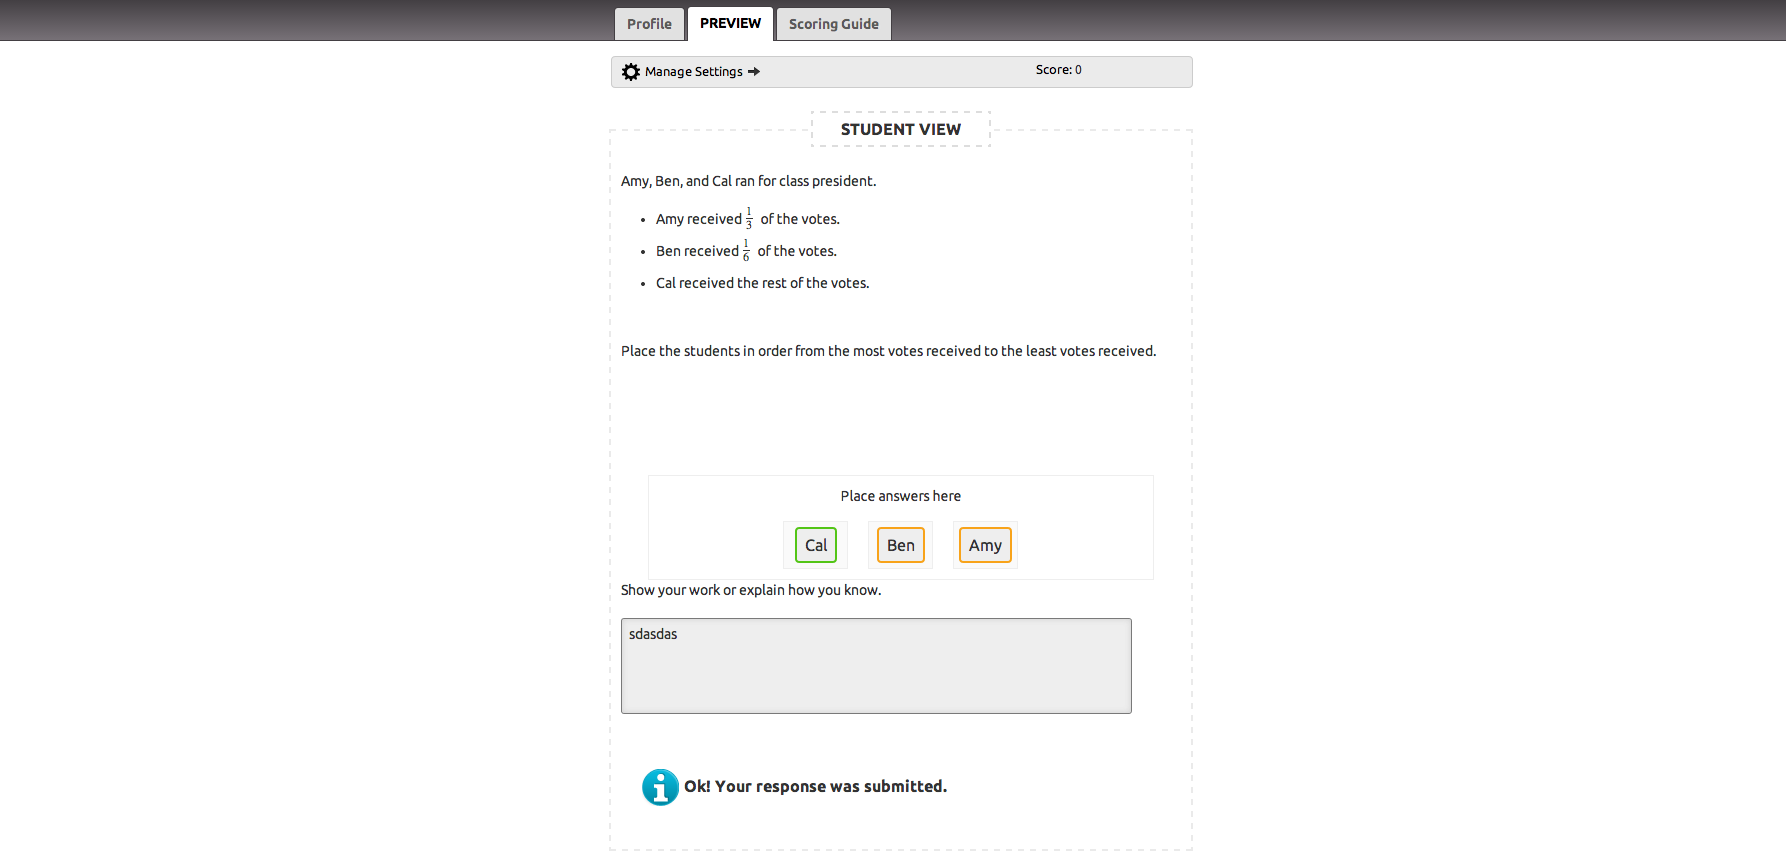 Profile PREVIEW Scoring Guide
Manage Settings ➔ Score: 0
STUDENT VIEW
Amy, Ben, and Cal ran for class president.
• Amy received 1/3 of the votes.
• Ben received 1/6 of the votes.
• Cal received the rest of the votes.
Place the students in order from the most votes received to the least votes received.
Place answers here
Cal Ben Amy
Show your work or explain how you know.
sdasdas
Ok! Your response was submitted.